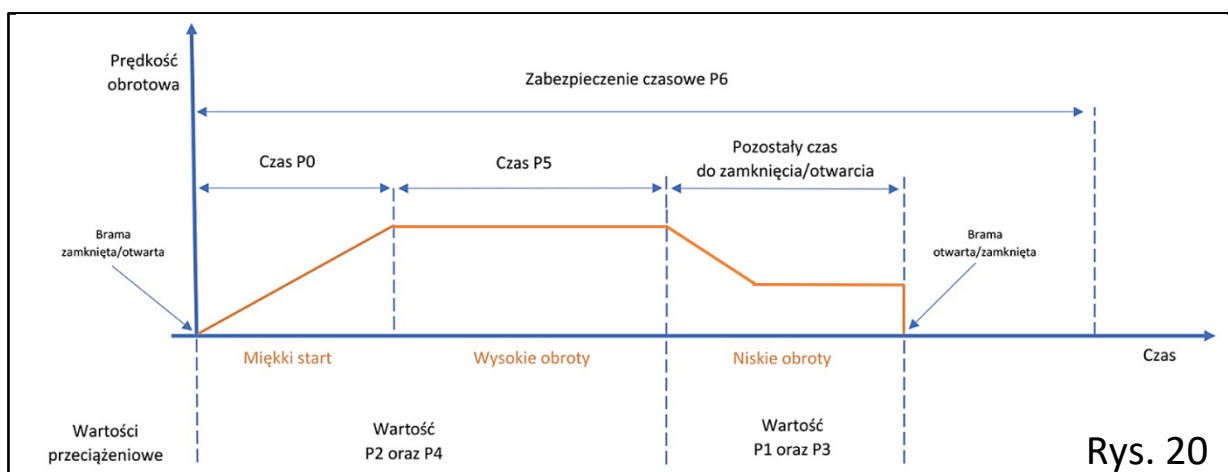 Prędkość
obrotowa
Zabezpieczenie czasowe P6
Czas P0
Czas P5
Pozostały czas
do zamknięcia/otwarcia
Brama
zamknięta/otwarta
Brama
otwarta/zamknięta
Miękki start
Wysokie obroty
Niskie obroty
Czas
Wartości
przeciążeniowe
Wartość
P2 oraz P4
Wartość
P1 oraz P3
Rys. 20